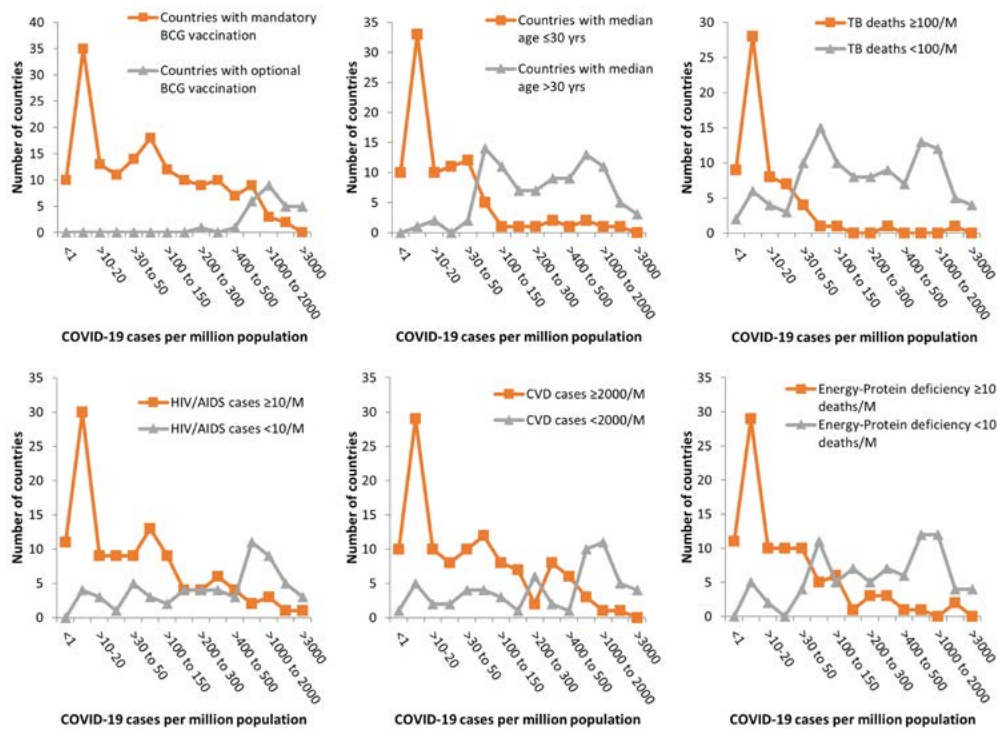 40
35
30
25
20
15
10
5
0
Number of countries
Countries with mandatory
BCG vaccination
Countries with optional
BCG vaccination
<1
>10-20
>30 to 50
>100 to 150
>200 to 300
>400 to 500
>1000 to 2000
>3000
COVID-19 cases per million population
35
30
25
20
15
10
5
0
Number of countries
Countries with median
age ≤30 yrs
Countries with median
age >30 yrs
<1
>10-20
>30 to 50
>100 to 150
>200 to 300
>400 to 500
>1000 to 2000
>3000
COVID-19 cases per million population
30
25
20
15
10
5
0
Number of countries
TB deaths ≥100/M
TB deaths <100/M
<1
>10-20
>30 to 50
>100 to 150
>200 to 300
>400 to 500
>1000 to 2000
>3000
COVID-19 cases per million population
35
30
25
20
15
10
5
0
Number of countries
HIV/AIDS cases ≥10/M
HIV/AIDS cases <10/M
<1
>10-20
>30 to 50
>100 to 150
>200 to 300
>400 to 500
>1000 to 2000
>3000
COVID-19 cases per million population
35
30
25
20
15
10
5
0
Number of countries
CVD cases ≥2000/M
CVD cases <2000/M
<1
>10-20
>30 to 50
>100 to 150
>200 to 300
>400 to 500
>1000 to 2000
>3000
COVID-19 cases per million population
35
30
25
20
15
10
5
0
Number of countries
Energy-Protein deficiency ≥10
deaths/M
Energy-Protein deficiency <10
deaths/M
<1
>10-20
>30 to 50
>100 to 150
>200 to 300
>400 to 500
>1000 to 2000
>3000
COVID-19 cases per million population